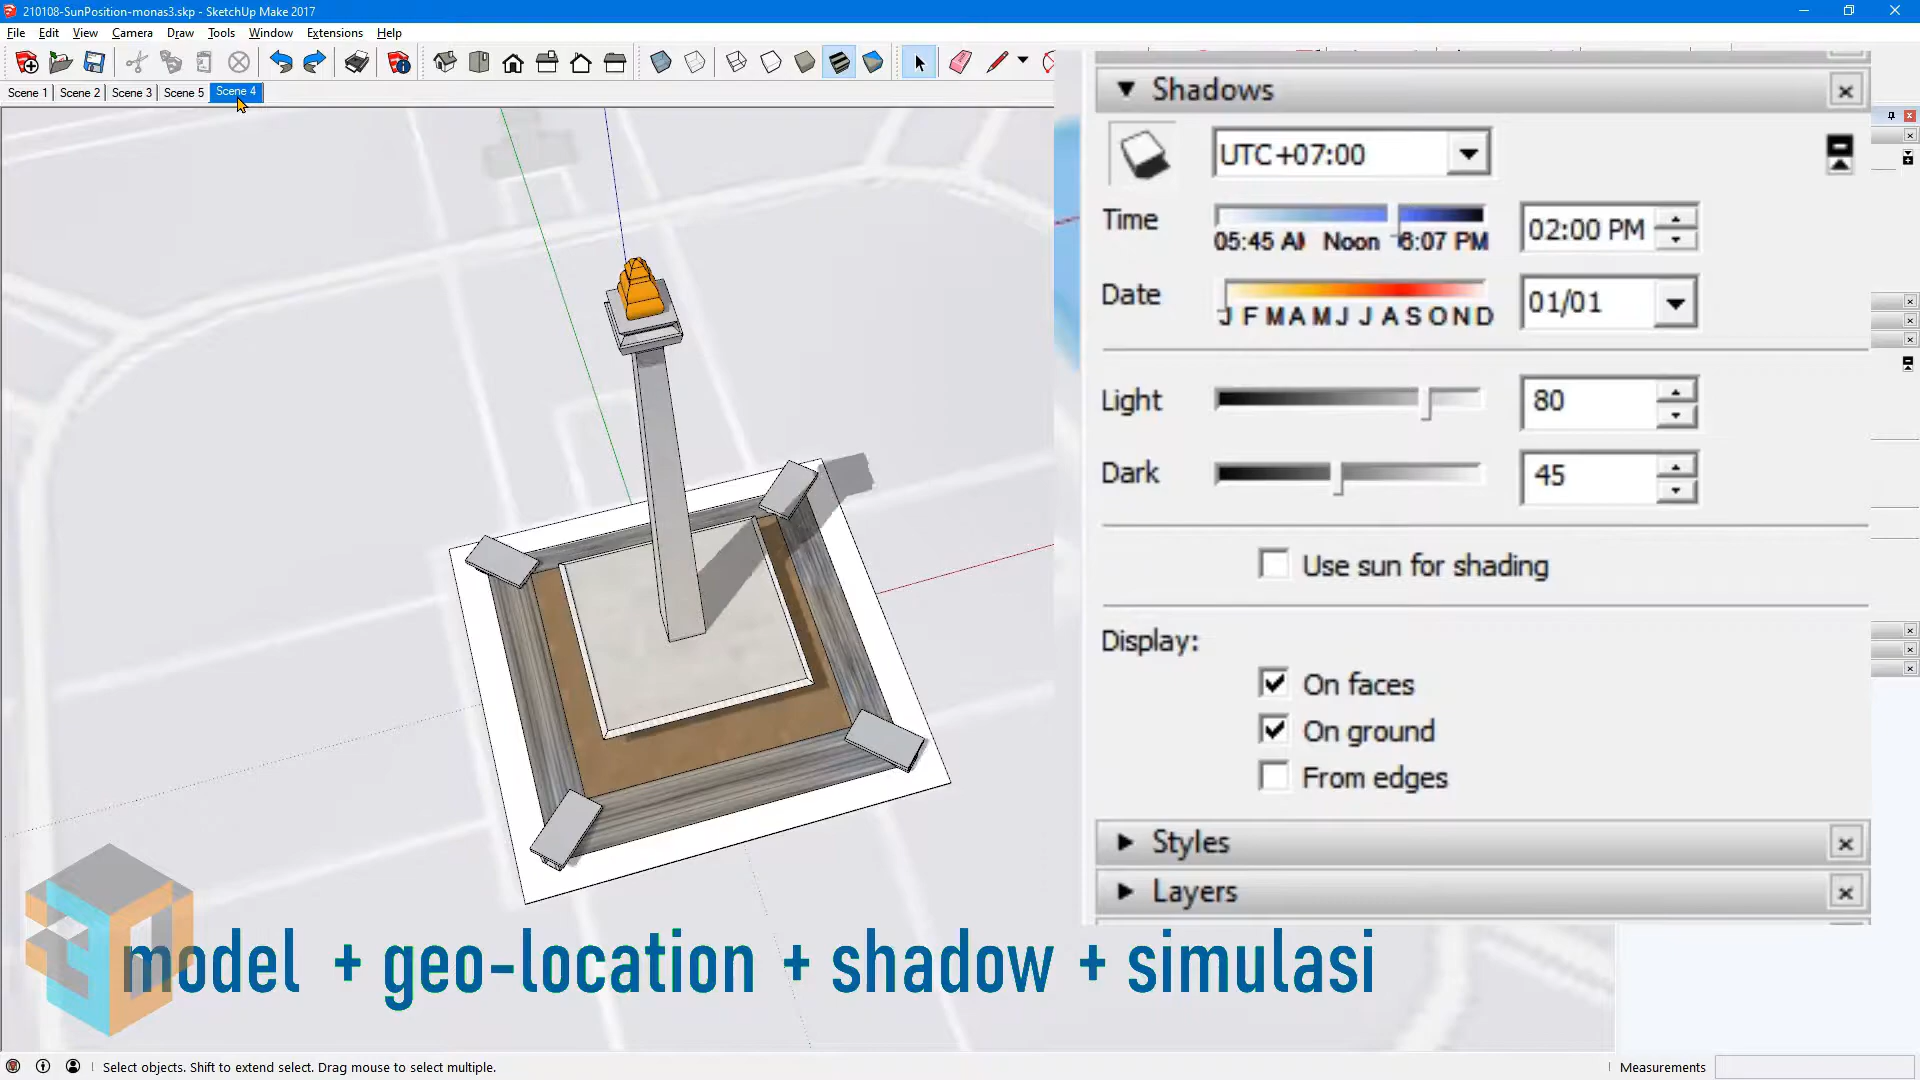 210108-SunPosition-monas3.skp - SketchUp Make 2017
File Edit View Camera Draw Tools Window Extensions Help
Scene 1 Scene 2 Scene 3 Scene 5 Scene 4
Shadows
UTC+07:00
Time 05:45 AM Noon 6:07 PM 02:00 PM
Date J F M A M J J A S O N D 01/01
Light 80
Dark 45
Use sun for shading
Display:
On faces
On ground
From edges
Styles
Layers
3D
model + geo-location + shadow + simulasi
Select objects. Shift to extend select. Drag mouse to select multiple.
Measurements